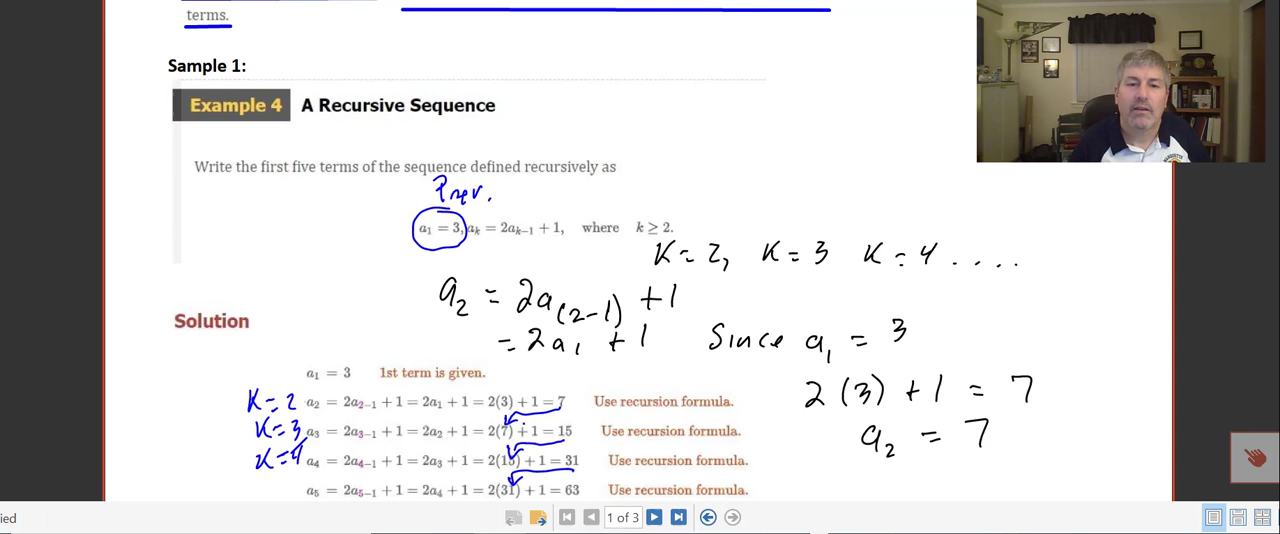 terms.
Sample 1:
Example 4 A Recursive Sequence
Write the first five terms of the sequence defined recursively as
Prev.
a₁ = 3, aₖ = 2aₖ₋₁ + 1, where k ≥ 2.
K=2, K=3 K=4 ....
a₂ = 2a₍₂₋₁₎ + 1
= 2a₁ + 1 Since a₁ = 3
Solution
2(3) + 1 = 7
a₂ = 7
a₁ = 3 1st term is given.
K=2 a₂ = 2a₂₋₁ + 1 = 2a₁ + 1 = 2(3) + 1 = 7 Use recursion formula.
K=3 a₃ = 2a₃₋₁ + 1 = 2a₂ + 1 = 2(7) + 1 = 15 Use recursion formula.
K=4 a₄ = 2a₄₋₁ + 1 = 2a₃ + 1 = 2(15) + 1 = 31 Use recursion formula.
a₅ = 2a₅₋₁ + 1 = 2a₄ + 1 = 2(31) + 1 = 63 Use recursion formula.
ied
1 of 3